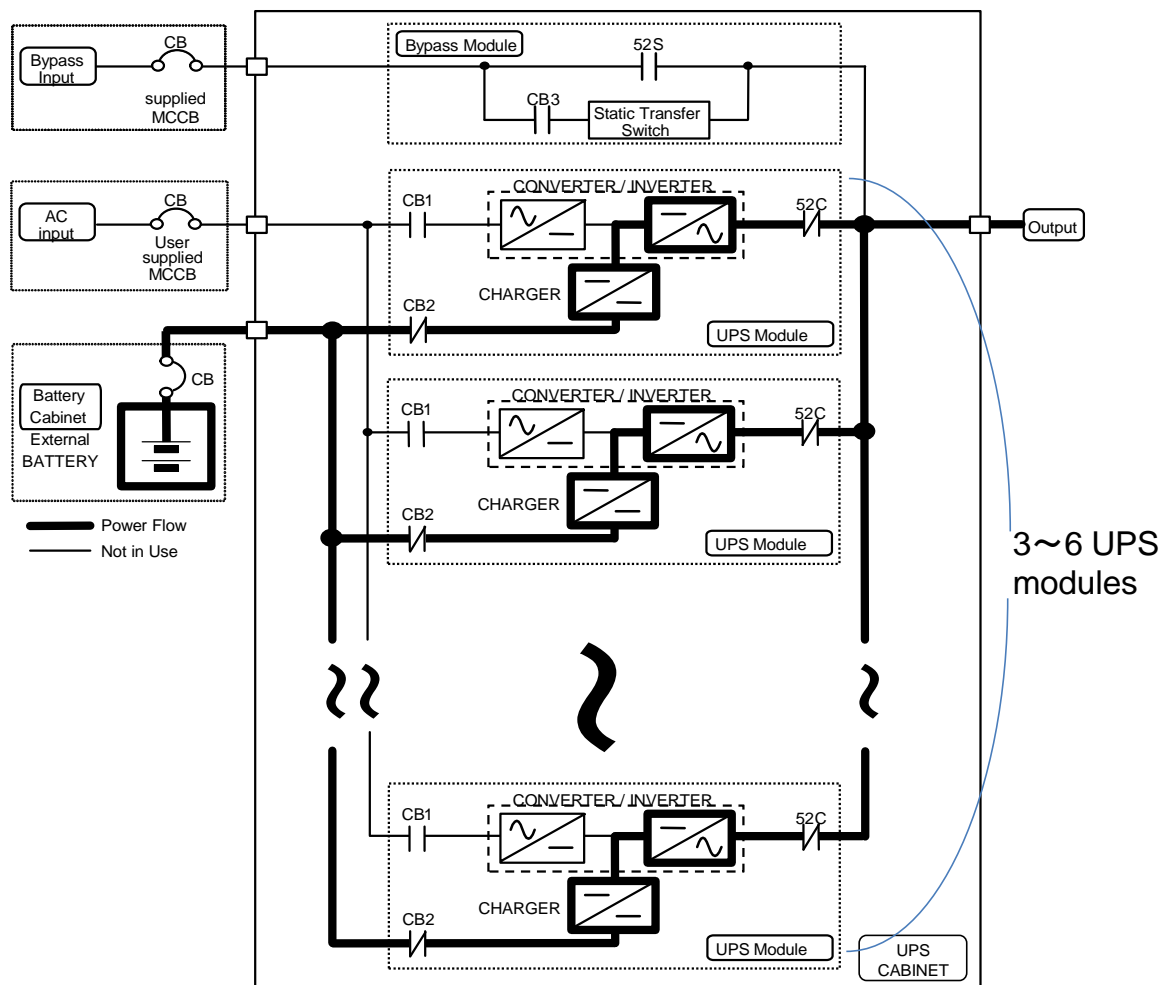 Bypass Module
52S
CB
Bypass
Input
supplied
MCCB
CB3
Static Transfer
Switch
CB
AC
input
User
supplied
MCCB
CONVERTER / INVERTER
CB1
52C
Output
CHARGER
CB2
UPS Module
CB
Battery
Cabinet
External
BATTERY
CONVERTER / INVERTER
CB1
52C
CHARGER
CB2
UPS Module
Power Flow
Not in Use
3～6 UPS
modules
CONVERTER / INVERTER
CB1
52C
CHARGER
CB2
UPS Module
UPS
CABINET